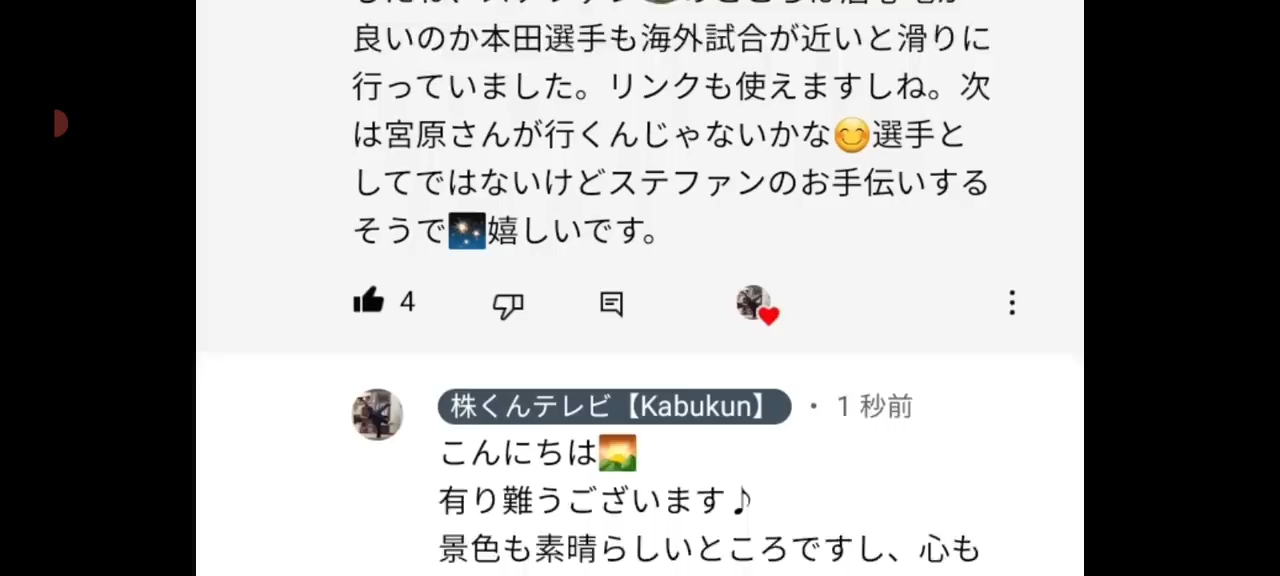 良いのか本田選手も海外試合が近いと滑りに
行っていました。リンクも使えますしね。次
は宮原さんが行くんじゃないかな😊選手と
してではないけどステファンのお手伝いする
そうで🎇嬉しいです。
4
株くんテレビ【Kabukun】 ・ 1 秒前
こんにちは🌄
有り難うございます♪
景色も素晴らしいところですし、心も